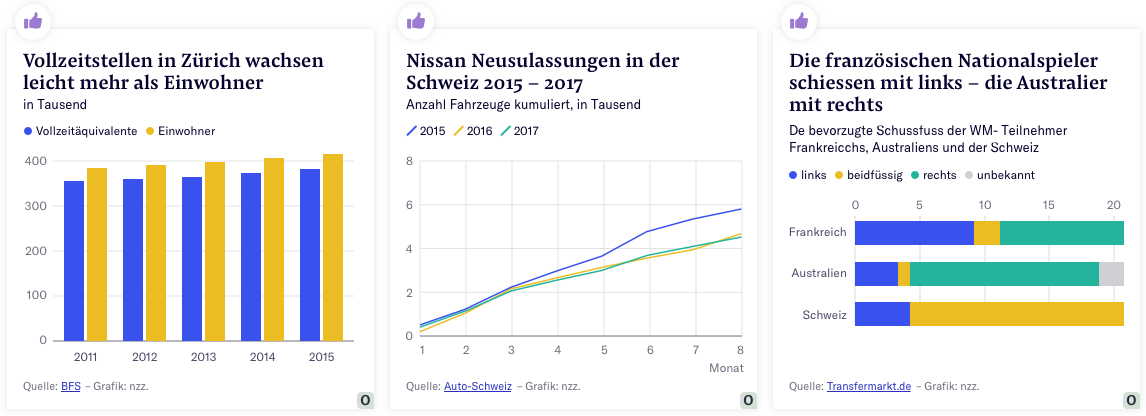 Vollzeitstellen in Zürich wachsen
leicht mehr als Einwohner
in Tausend
Vollzeitäquivalente Einwohner
400
300
200
100
0
2011 2012 2013 2014 2015
Quelle: BFS – Grafik: nzz.
O
Nissan Neusulassungen in der
Schweiz 2015 – 2017
Anzahl Fahrzeuge kumuliert, in Tausend
2015 2016 2017
8
6
4
2
0
1 2 3 4 5 6 7 8
Monat
Quelle: Auto-Schweiz – Grafik: nzz.
O
Die französischen Nationalspieler
schiessen mit links – die Australier
mit rechts
De bevorzugte Schussfuss der WM- Teilnehmer
Frankreicchs, Australiens und der Schweiz
links beidfüssig rechts unbekannt
0 5 10 15 20
Frankreich
Australien
Schweiz
Quelle: Transfermarkt.de – Grafik: nzz.
O